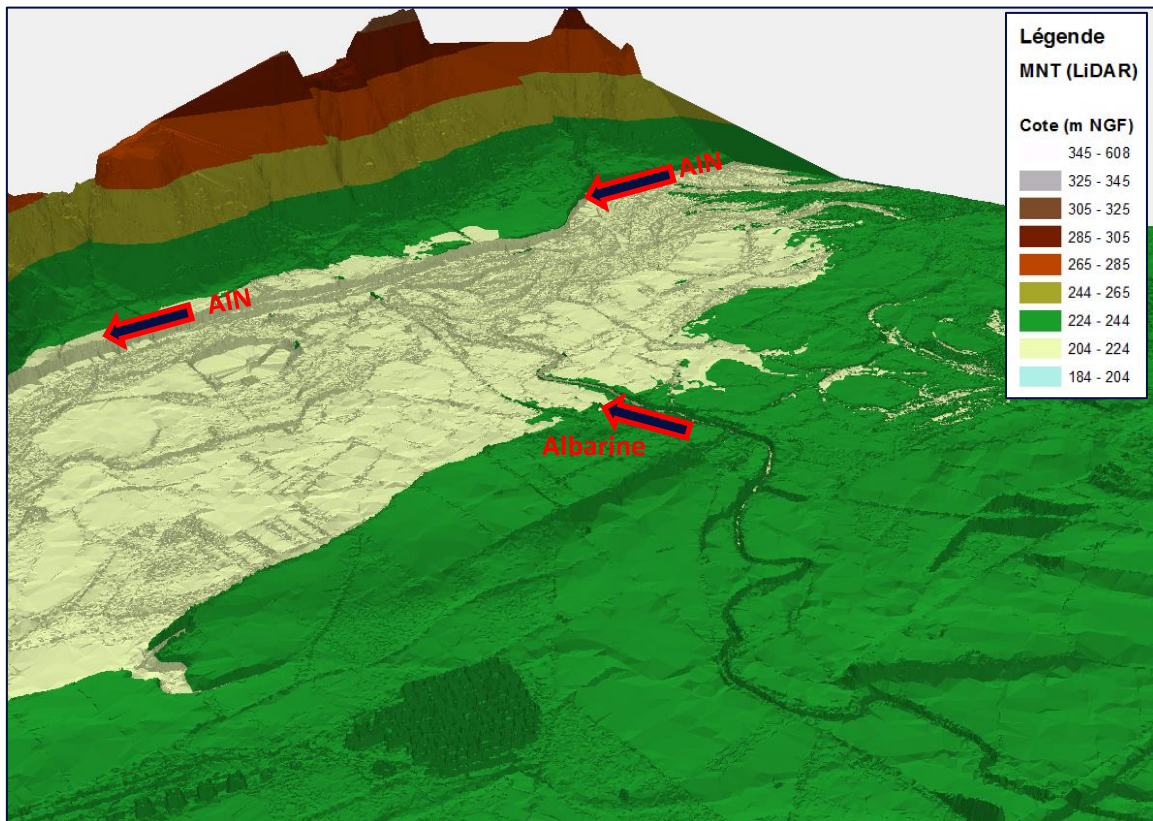 Légende
MNT (LiDAR)
Cote (m NGF)
345 - 608
325 - 345
305 - 325
285 - 305
265 - 285
244 - 265
224 - 244
204 - 224
184 - 204
AIN
AIN
Albarine